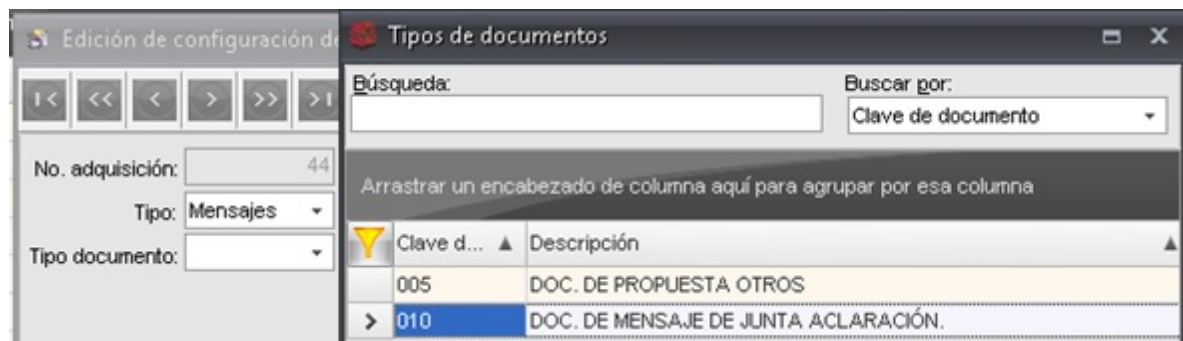 Edición de configuración de
Tipos de documentos
Búsqueda:
Buscar por:
Clave de documento
No. adquisición: 44
Tipo: Mensajes
Tipo documento:
Arrastrar un encabezado de columna aquí para agrupar por esa columna
Clave d... Descripción
005 DOC. DE PROPUESTA OTROS
010 DOC. DE MENSAJE DE JUNTA ACLARACIÓN.